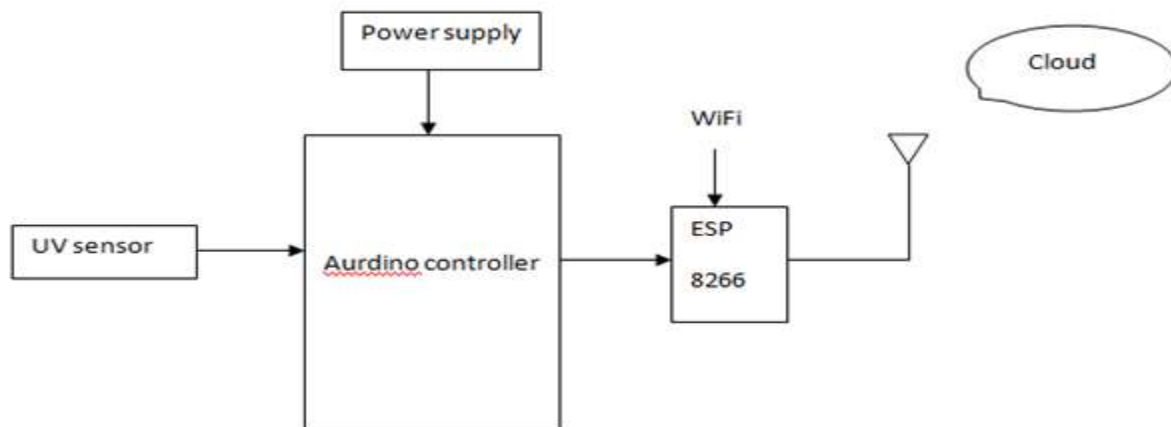 Power supply
Cloud
WiFi
UV sensor
Aurdino controller
ESP
8266